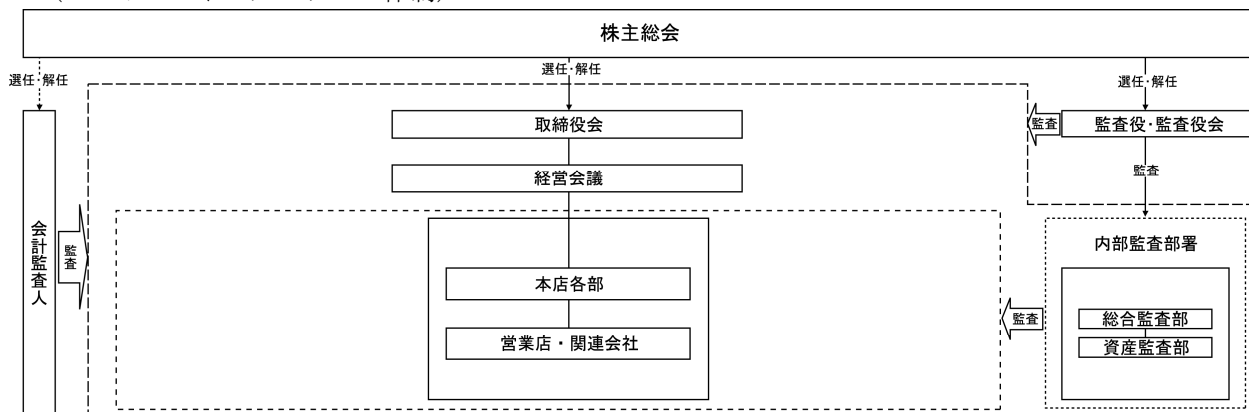 株主総会
選任・解任
選任・解任
選任・解任
取締役会
監査
監査役・監査役会
経営会議
監査
会計監査人
監査
内部監査部署
本店各部
総合監査部
監査
営業店・関連会社
資産監査部